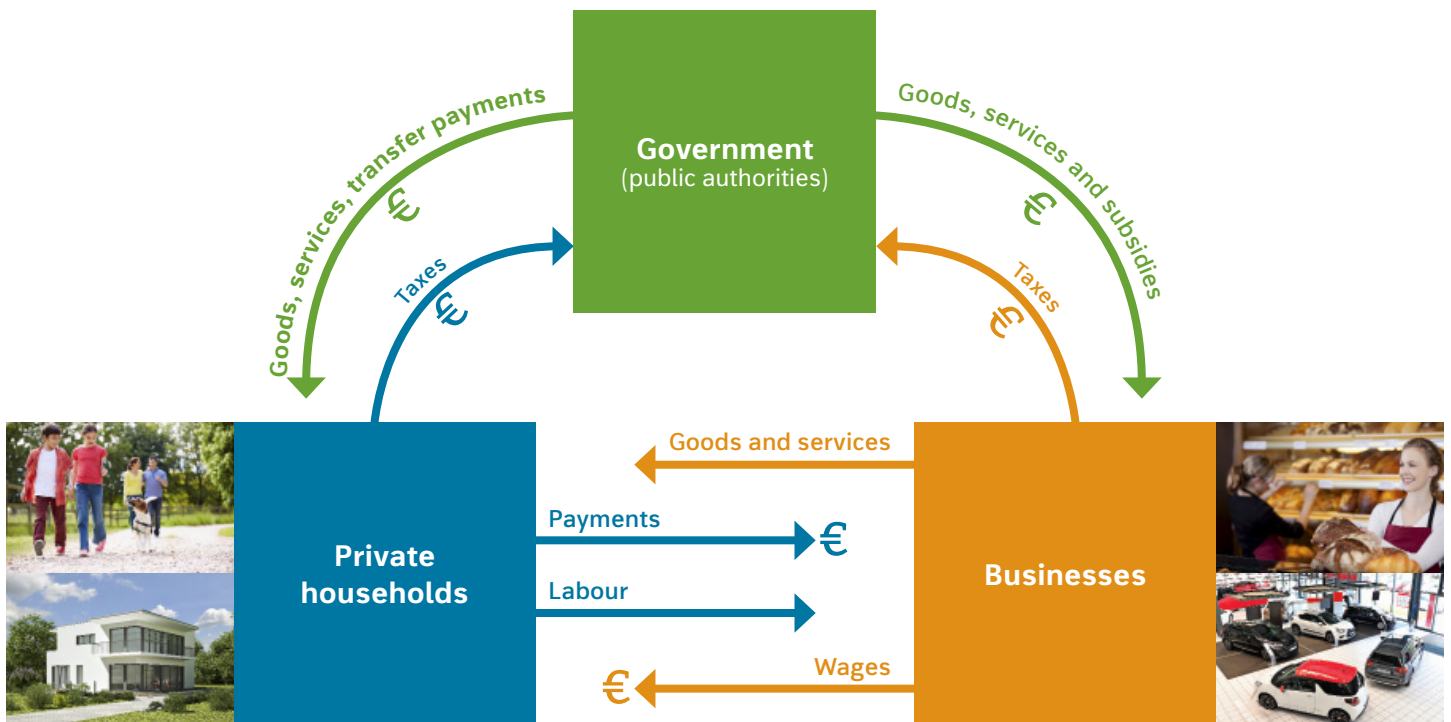 Government
(public authorities)
Goods, services, transfer payments
€
Goods, services and subsidies
€
Taxes
€
Taxes
€
Goods and services
Payments
€
Private
households
Businesses
Labour
Wages
€